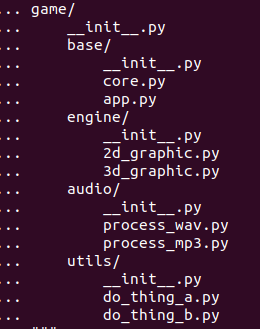 ... game/
...     __init__.py
...     base/
...         __init__.py
...         core.py
...         app.py
...     engine/
...         __init__.py
...         2d_graphic.py
...         3d_graphic.py
...     audio/
...         __init__.py
...         process_wav.py
...         process_mp3.py
...     utils/
...         __init__.py
...         do_thing_a.py
...         do_thing_b.py
... """